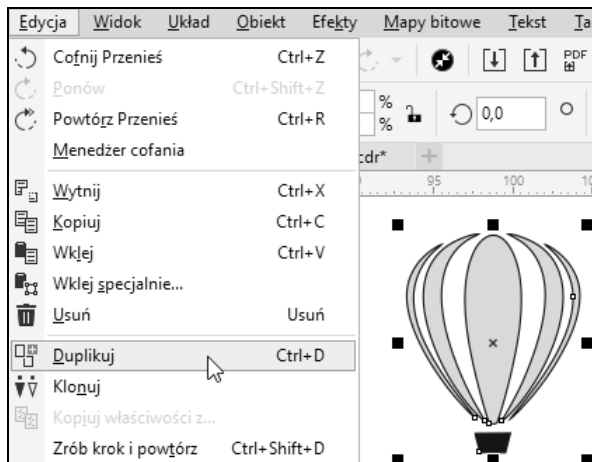 Edycja Widok Układ Obiekt Efekty Mapy bitowe Tekst Ta
Cofnij Przenieś Ctrl+Z
Ponów Ctrl+Shift+Z
Powtórz Przenieś Ctrl+R
Menedżer cofania
Wytnij Ctrl+X
Kopiuj Ctrl+C
Wklej Ctrl+V
Wklej specjalnie...
Usuń Usuń
Duplikuj Ctrl+D
Klonuj
Kopiuj właściwości z...
Zrób krok i powtórz Ctrl+Shift+D
PDF
%
%
0,0
cdr*
95 100 10